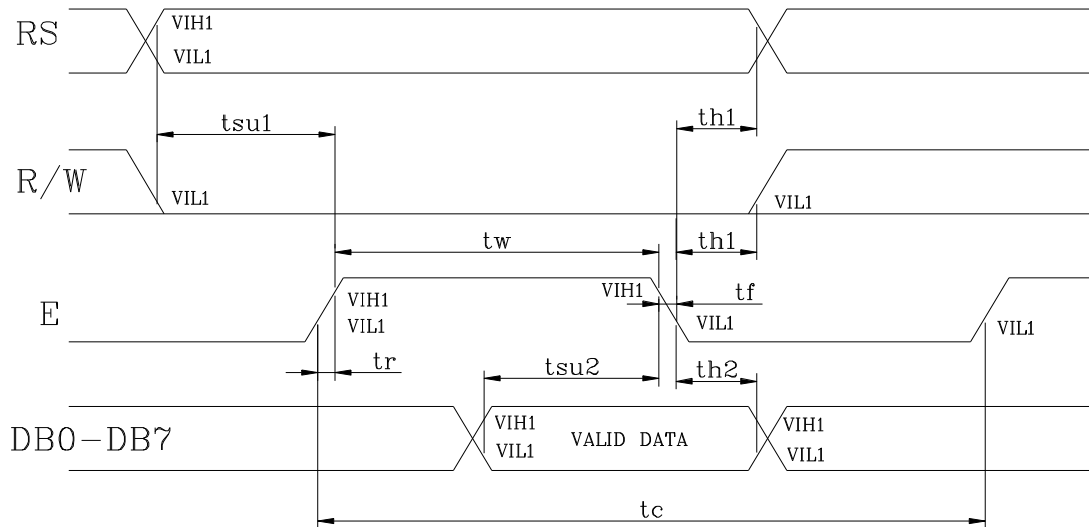 RS
VIH1
VIL1
tsu1
th1
R/W
VIL1
VIL1
tw
th1
E
VIH1
VIL1
VIH1
tf
VIL1
VIL1
tr
tsu2
th2
DB0-DB7
VIH1
VIL1
VALID DATA
VIH1
VIL1
tc